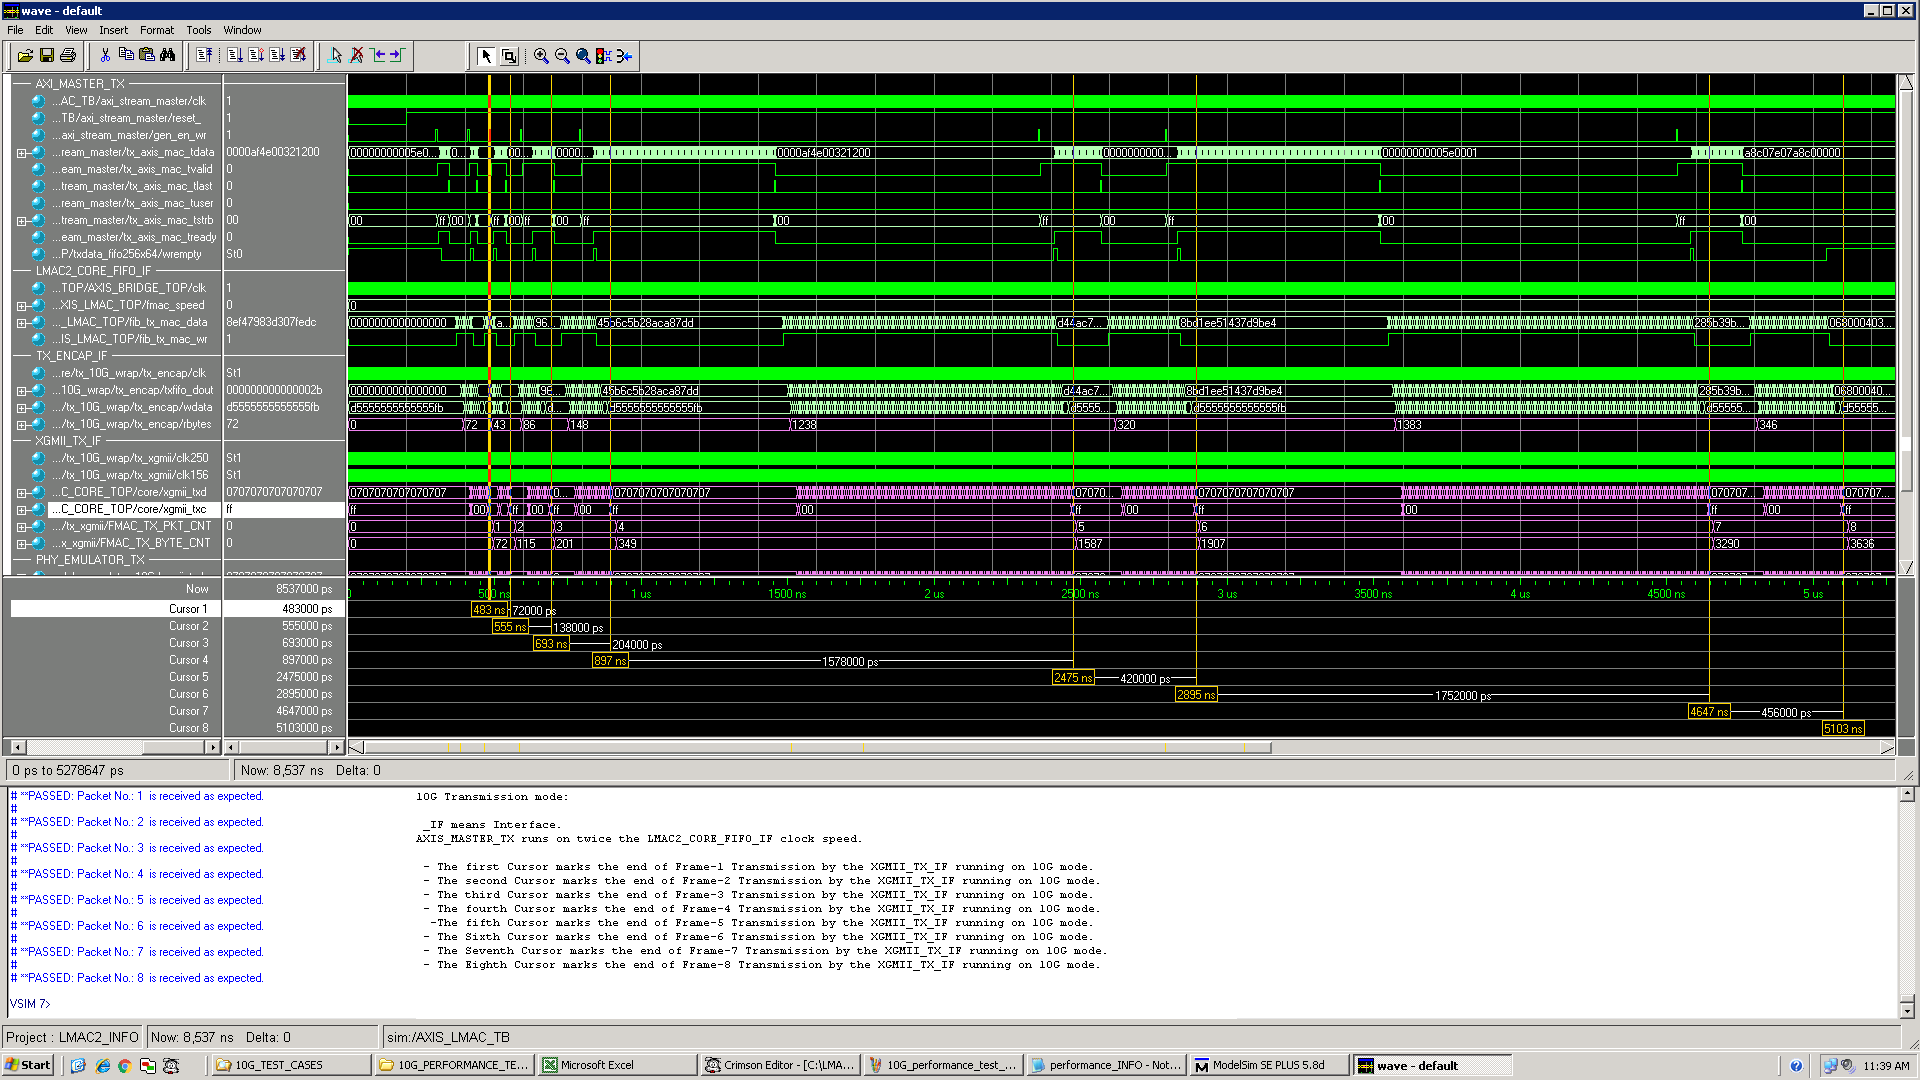 wave - default
File Edit View Insert Format Tools Window
AXI_MASTER_TX
...AC_TB/axi_stream_master/clk 1
...TB/axi_stream_master/reset_ 1
...axi_stream_master/gen_en_wr 1
...ream_master/tx_axis_mac_tdata 0000af4e00321200 00000000005e0... 0... 00... 0000... 0000af4e00321200 0000000000... 00000000005e0001 a8c07e07a8c00000
...eam_master/tx_axis_mac_tvalid 0
...tream_master/tx_axis_mac_tlast 0
...ream_master/tx_axis_mac_tuser 0
...tream_master/tx_axis_mac_tstrb 00 00 ff 00 ff 00 ff 00 ff 00 ff 00 ff 00 ff 00
...eam_master/tx_axis_mac_tready 0
...P/txdata_fifo256x64/wrempty St0
LMAC2_CORE_FIFO_IF
...TOP/AXIS_BRIDGE_TOP/clk 1
...XIS_LMAC_TOP/fmac_speed 0 0
..._LMAC_TOP/fib_tx_mac_data 8ef47983d307fedc 0000000000000000 a... 96... 45b6c5b28aca87dd d44ac7... 8bd1ee51437d9be4 285b39b... 068000403...
...IS_LMAC_TOP/fib_tx_mac_wr 1
TX_ENCAP_IF
...re/tx_10G_wrap/tx_encap/clk St1
...10G_wrap/tx_encap/txfifo_dout 000000000000002b 0000000000000000 96... 45b6c5b28aca87dd d44ac7... 8bd1ee51437d9be4 285b39b... 06800040...
.../tx_10G_wrap/tx_encap/wdata d55555555555555fb d55555555555555fb d... d55555555555555fb d5555... d55555555555555fb d55555... d5555...
.../tx_10G_wrap/tx_encap/rbytes 72 0 72 43 86 148 1238 320 1383 346
XGMII_TX_IF
.../tx_10G_wrap/tx_xgmii/clk250 St1
.../tx_10G_wrap/tx_xgmii/clk156 St1
...C_CORE_TOP/core/xgmii_txd 0707070707070707 0707070707070707 0... 0707070707070707 07070... 0707070707070707 070707... 070707...
...C_CORE_TOP/core/xgmii_txc ff ff 00 ff 00 ff 00 ff 00 ff 00 ff 00 ff 00 ff
.../tx_xgmii/FMAC_TX_PKT_CNT 0 0 1 2 3 4 5 6 7 8
...x_xgmii/FMAC_TX_BYTE_CNT 0 0 72 115 201 349 1587 1907 3290 3636
PHY_EMULATOR_TX
Now 8537000 ps 500 ns 1 us 1500 ns 2 us 2500 ns 3 us 3500 ns 4 us 4500 ns 5 us
Cursor 1 483000 ps 483 ns 72000 ps
Cursor 2 555000 ps 555 ns 138000 ps
Cursor 3 693000 ps 693 ns 204000 ps
Cursor 4 897000 ps 897 ns 1578000 ps
Cursor 5 2475000 ps 2475 ns 420000 ps
Cursor 6 2895000 ps 2895 ns 1752000 ps
Cursor 7 4647000 ps 4647 ns 456000 ps
Cursor 8 5103000 ps 5103 ns
0 ps to 5278647 ps Now: 8,537 ns Delta: 0
# **PASSED: Packet No.: 1 is received as expected.
#
# **PASSED: Packet No.: 2 is received as expected.
#
# **PASSED: Packet No.: 3 is received as expected.
#
# **PASSED: Packet No.: 4 is received as expected.
#
# **PASSED: Packet No.: 5 is received as expected.
#
# **PASSED: Packet No.: 6 is received as expected.
#
# **PASSED: Packet No.: 7 is received as expected.
#
# **PASSED: Packet No.: 8 is received as expected.
VSIM 7>
10G Transmission mode:
_IF means Interface.
AXIS_MASTER_TX runs on twice the LMAC2_CORE_FIFO_IF clock speed.
- The first Cursor marks the end of Frame-1 Transmission by the XGMII_TX_IF running on 10G mode.
- The second Cursor marks the end of Frame-2 Transmission by the XGMII_TX_IF running on 10G mode.
- The third Cursor marks the end of Frame-3 Transmission by the XGMII_TX_IF running on 10G mode.
- The fourth Cursor marks the end of Frame-4 Transmission by the XGMII_TX_IF running on 10G mode.
-The fifth Cursor marks the end of Frame-5 Transmission by the XGMII_TX_IF running on 10G mode.
- The Sixth Cursor marks the end of Frame-6 Transmission by the XGMII_TX_IF running on 10G mode.
- The Seventh Cursor marks the end of Frame-7 Transmission by the XGMII_TX_IF running on 10G mode.
- The Eighth Cursor marks the end of Frame-8 Transmission by the XGMII_TX_IF running on 10G mode.
Project : LMAC2_INFO Now: 8,537 ns Delta: 0 sim:/AXIS_LMAC_TB
Start 10G_TEST_CASES 10G_PERFORMANCE_TE... Microsoft Excel Crimson Editor - [C:\LMA... 10G_performance_test_... performance_INFO - Not... ModelSim SE PLUS 5.8d wave - default 11:39 AM